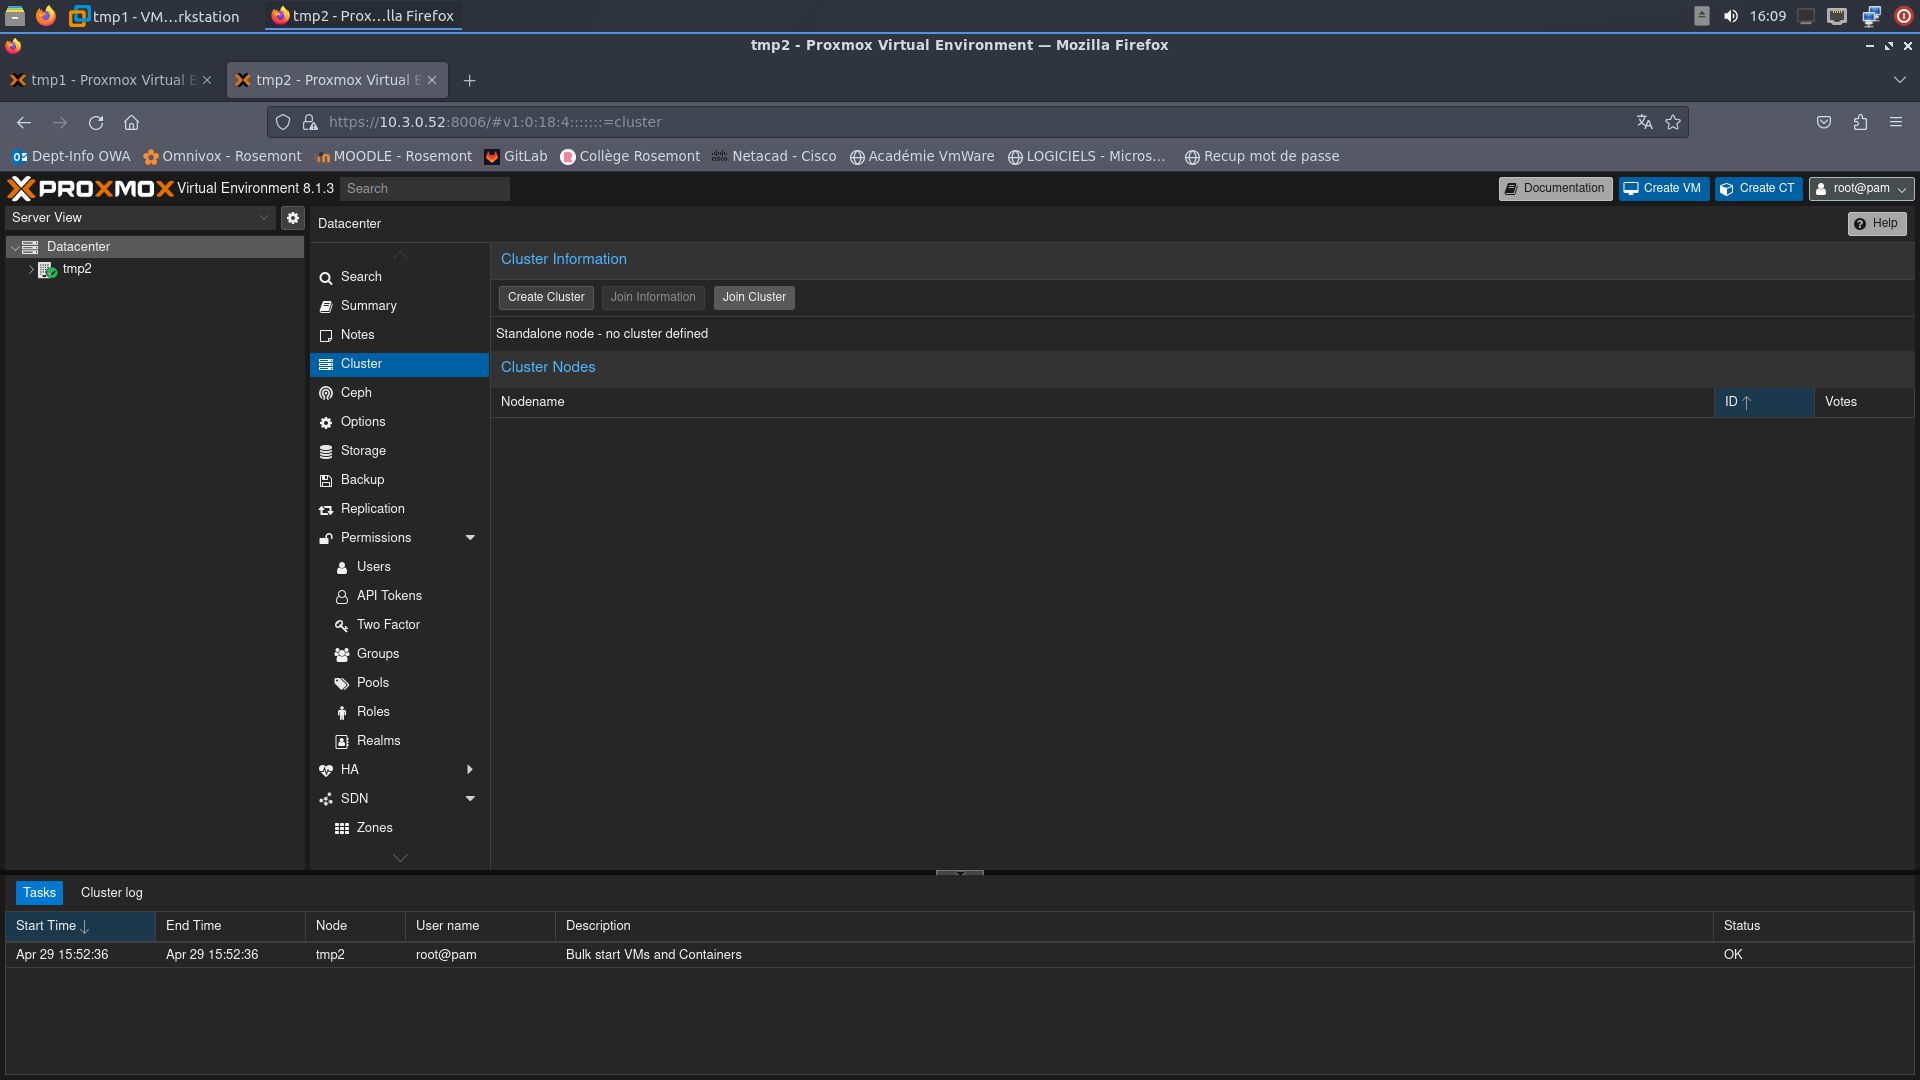 tmp1 - VM...rkstation
tmp2 - Prox...lla Firefox
16:09
tmp2 - Proxmox Virtual Environment — Mozilla Firefox
tmp1 - Proxmox Virtual E
tmp2 - Proxmox Virtual E
https://10.3.0.52:8006/#v1:0:18:4:::::::=cluster
Dept-Info OWA
Omnivox - Rosemont
MOODLE - Rosemont
GitLab
Collège Rosemont
Netacad - Cisco
Académie VmWare
LOGICIELS - Micros...
Recup mot de passe
PROXMOX Virtual Environment 8.1.3
Search
Documentation
Create VM
Create CT
root@pam
Server View
Datacenter
tmp2
Datacenter
Help
Search
Summary
Notes
Cluster
Ceph
Options
Storage
Backup
Replication
Permissions
Users
API Tokens
Two Factor
Groups
Pools
Roles
Realms
HA
SDN
Zones
Cluster Information
Create Cluster
Join Information
Join Cluster
Standalone node - no cluster defined
Cluster Nodes
Nodename
ID
Votes
Tasks
Cluster log
Start Time
End Time
Node
User name
Description
Status
Apr 29 15:52:36
Apr 29 15:52:36
tmp2
root@pam
Bulk start VMs and Containers
OK